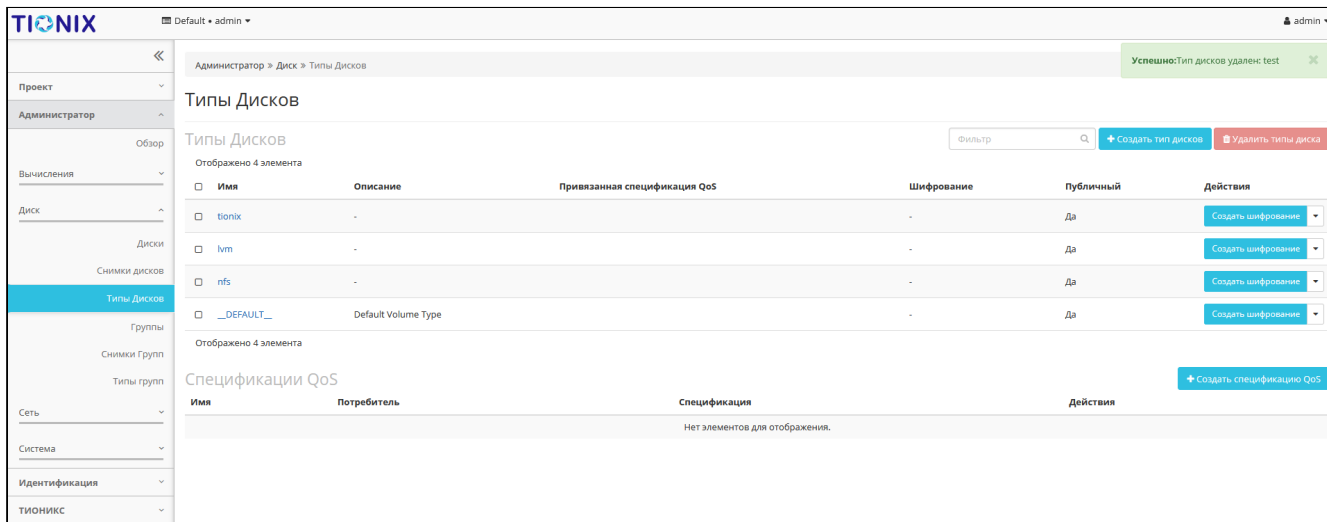 TIONIX
Default • admin
admin
Администратор » Диск » Типы Дисков
Успешно:Тип дисков удален: test
Проект
Администратор
Обзор
Вычисления
Диск
Диски
Снимки дисков
Типы Дисков
Группы
Снимки Групп
Типы групп
Сеть
Система
Идентификация
ТИОНИКС
Типы Дисков
Типы Дисков
Фильтр
Создать тип дисков
Удалить типы диска
Отображено 4 элемента
Имя Описание Привязанная спецификация QoS Шифрование Публичный Действия
tionix - - Да Создать шифрование
lvm - - Да Создать шифрование
nfs - - Да Создать шифрование
__DEFAULT__ Default Volume Type - Да Создать шифрование
Отображено 4 элемента
Спецификации QoS
Создать спецификацию QoS
Имя Потребитель Спецификация Действия
Нет элементов для отображения.